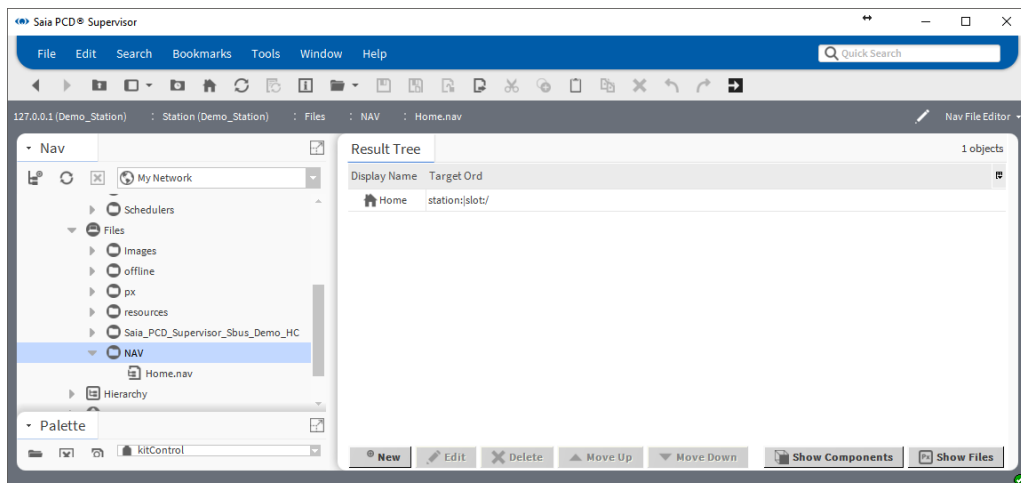 Saia PCD® Supervisor
File Edit Search Bookmarks Tools Window Help
Quick Search
127.0.0.1 (Demo_Station) : Station (Demo_Station) : Files : NAV : Home.nav
Nav File Editor
Nav
My Network
Schedulers
Files
Images
offline
px
resources
Saia_PCD_Supervisor_Sbus_Demo_HC
NAV
Home.nav
Hierarchy
Palette
kitControl
Result Tree
1 objects
Display Name Target Ord
Home station:|slot:/
New Edit Delete Move Up Move Down Show Components Px Show Files